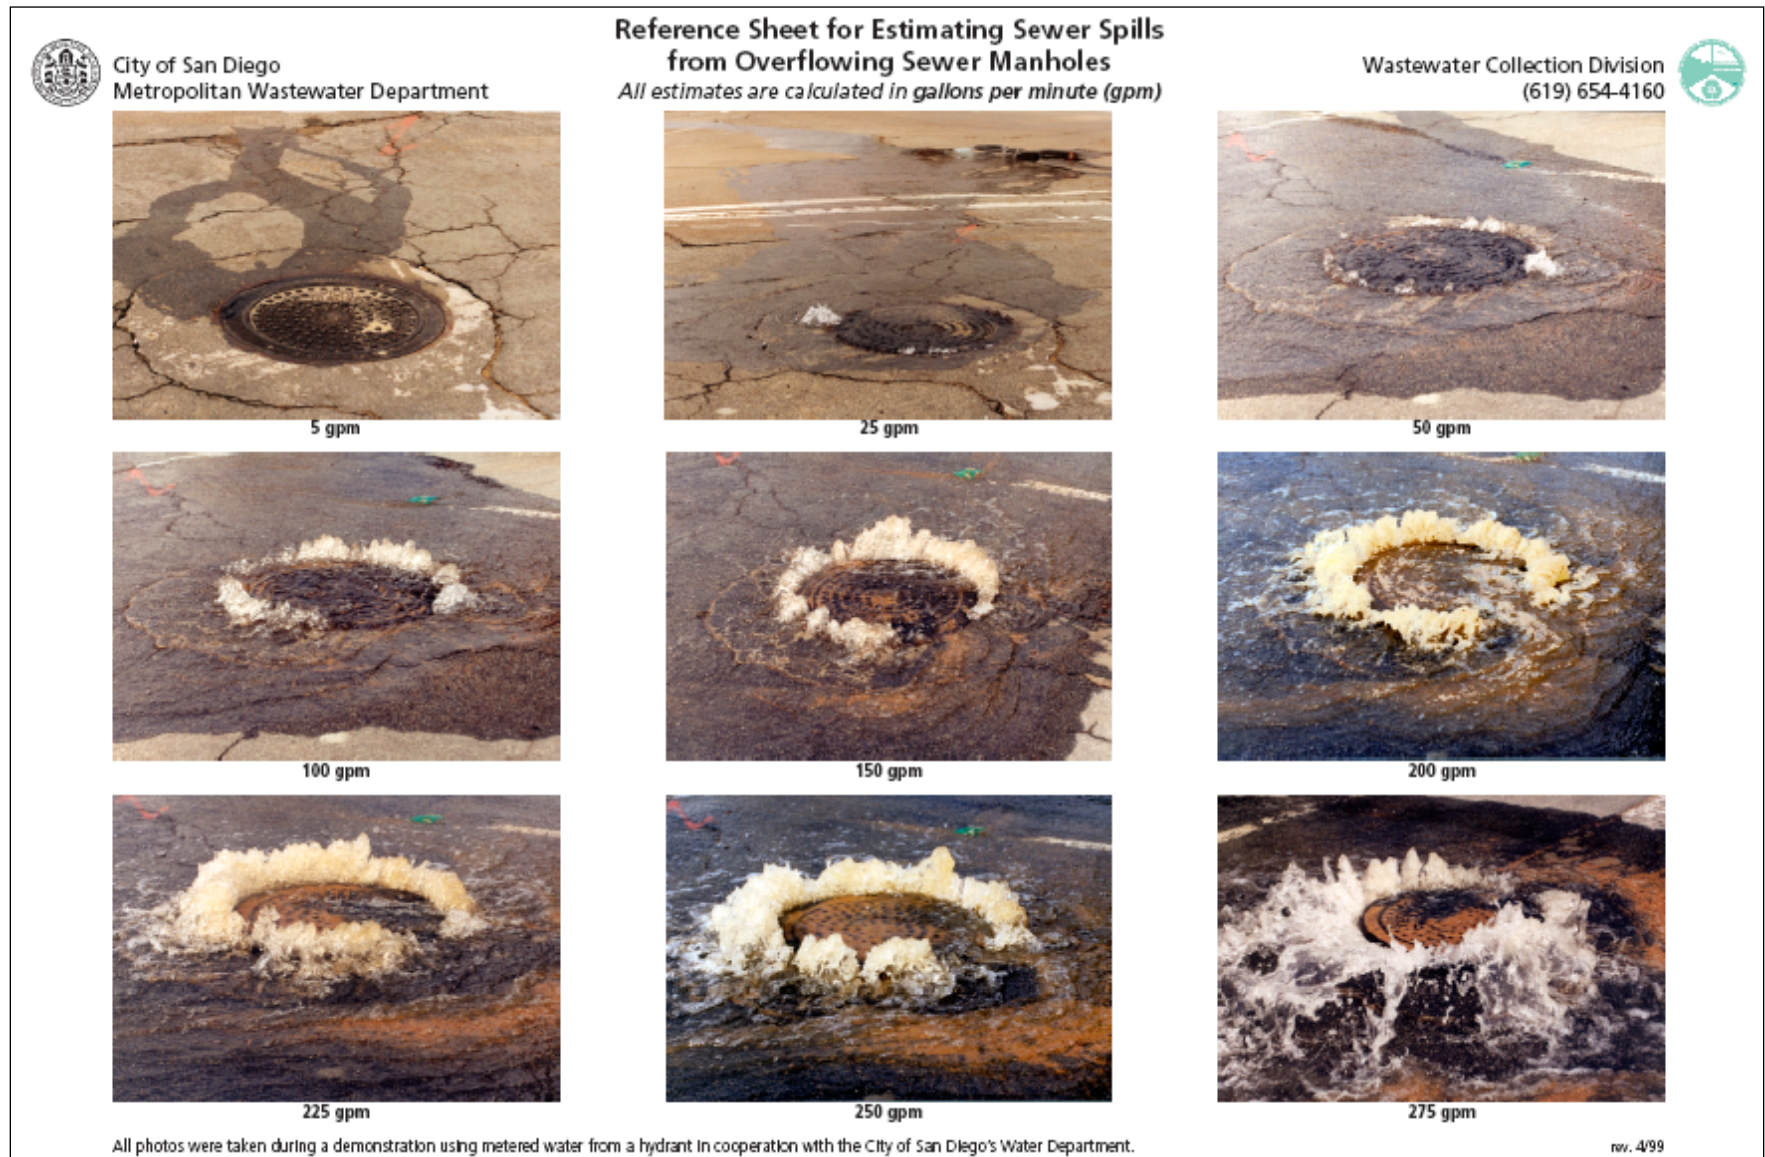 Reference Sheet for Estimating Sewer Spills
from Overflowing Sewer Manholes
All estimates are calculated in gallons per minute (gpm)
City of San Diego
Metropolitan Wastewater Department
Wastewater Collection Division
(619) 654-4160
5 gpm
25 gpm
50 gpm
100 gpm
150 gpm
200 gpm
225 gpm
250 gpm
275 gpm
All photos were taken during a demonstration using metered water from a hydrant in cooperation with the City of San Diego's Water Department.
rev. 4/99